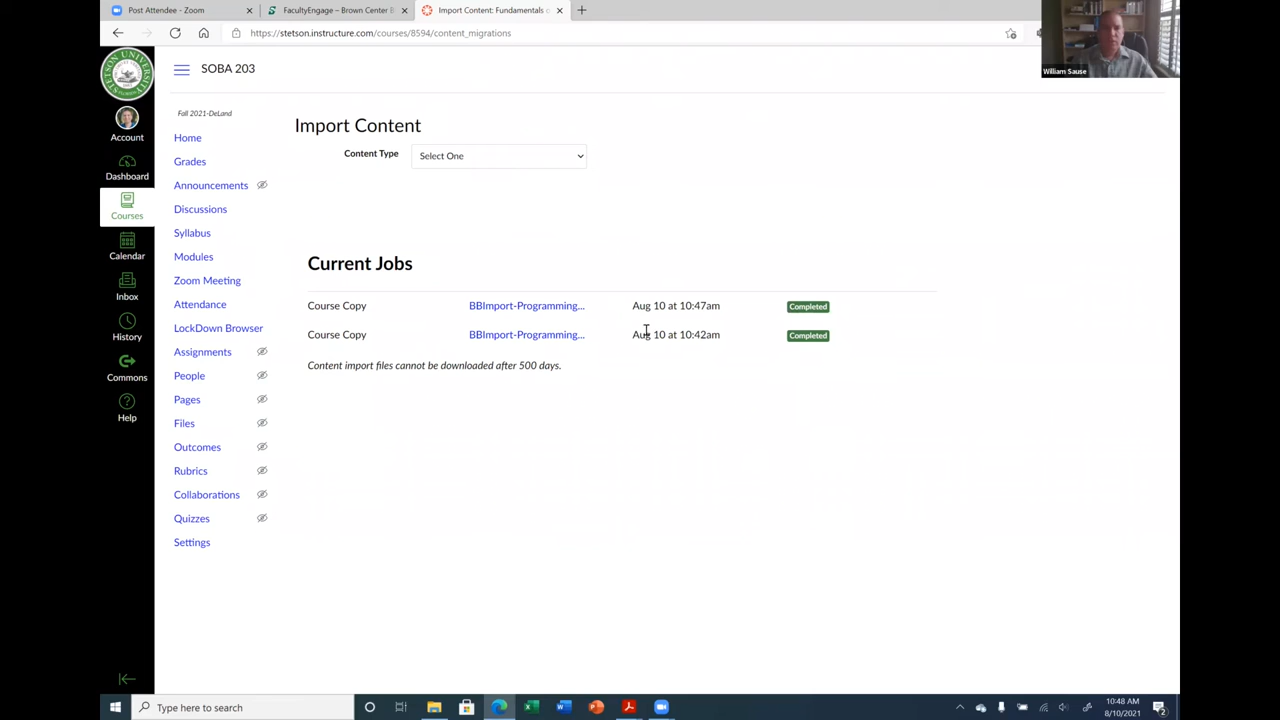 Post Attendee - Zoom
FacultyEngage – Brown Center
Import Content: Fundamentals
https://stetson.instructure.com/courses/8594/content_migrations
William Sause
STETSON UNIVERSITY
SOBA 203
Account
Dashboard
Courses
Calendar
Inbox
History
Commons
Help
Fall 2021-DeLand
Home
Grades
Announcements
Discussions
Syllabus
Modules
Zoom Meeting
Attendance
LockDown Browser
Assignments
People
Pages
Files
Outcomes
Rubrics
Collaborations
Quizzes
Settings
Import Content
Content Type Select One
Current Jobs
Course Copy BBImport-Programming... Aug 10 at 10:47am Completed
Course Copy BBImport-Programming... Aug 10 at 10:42am Completed
Content import files cannot be downloaded after 500 days.
Type here to search
10:48 AM
8/10/2021
2